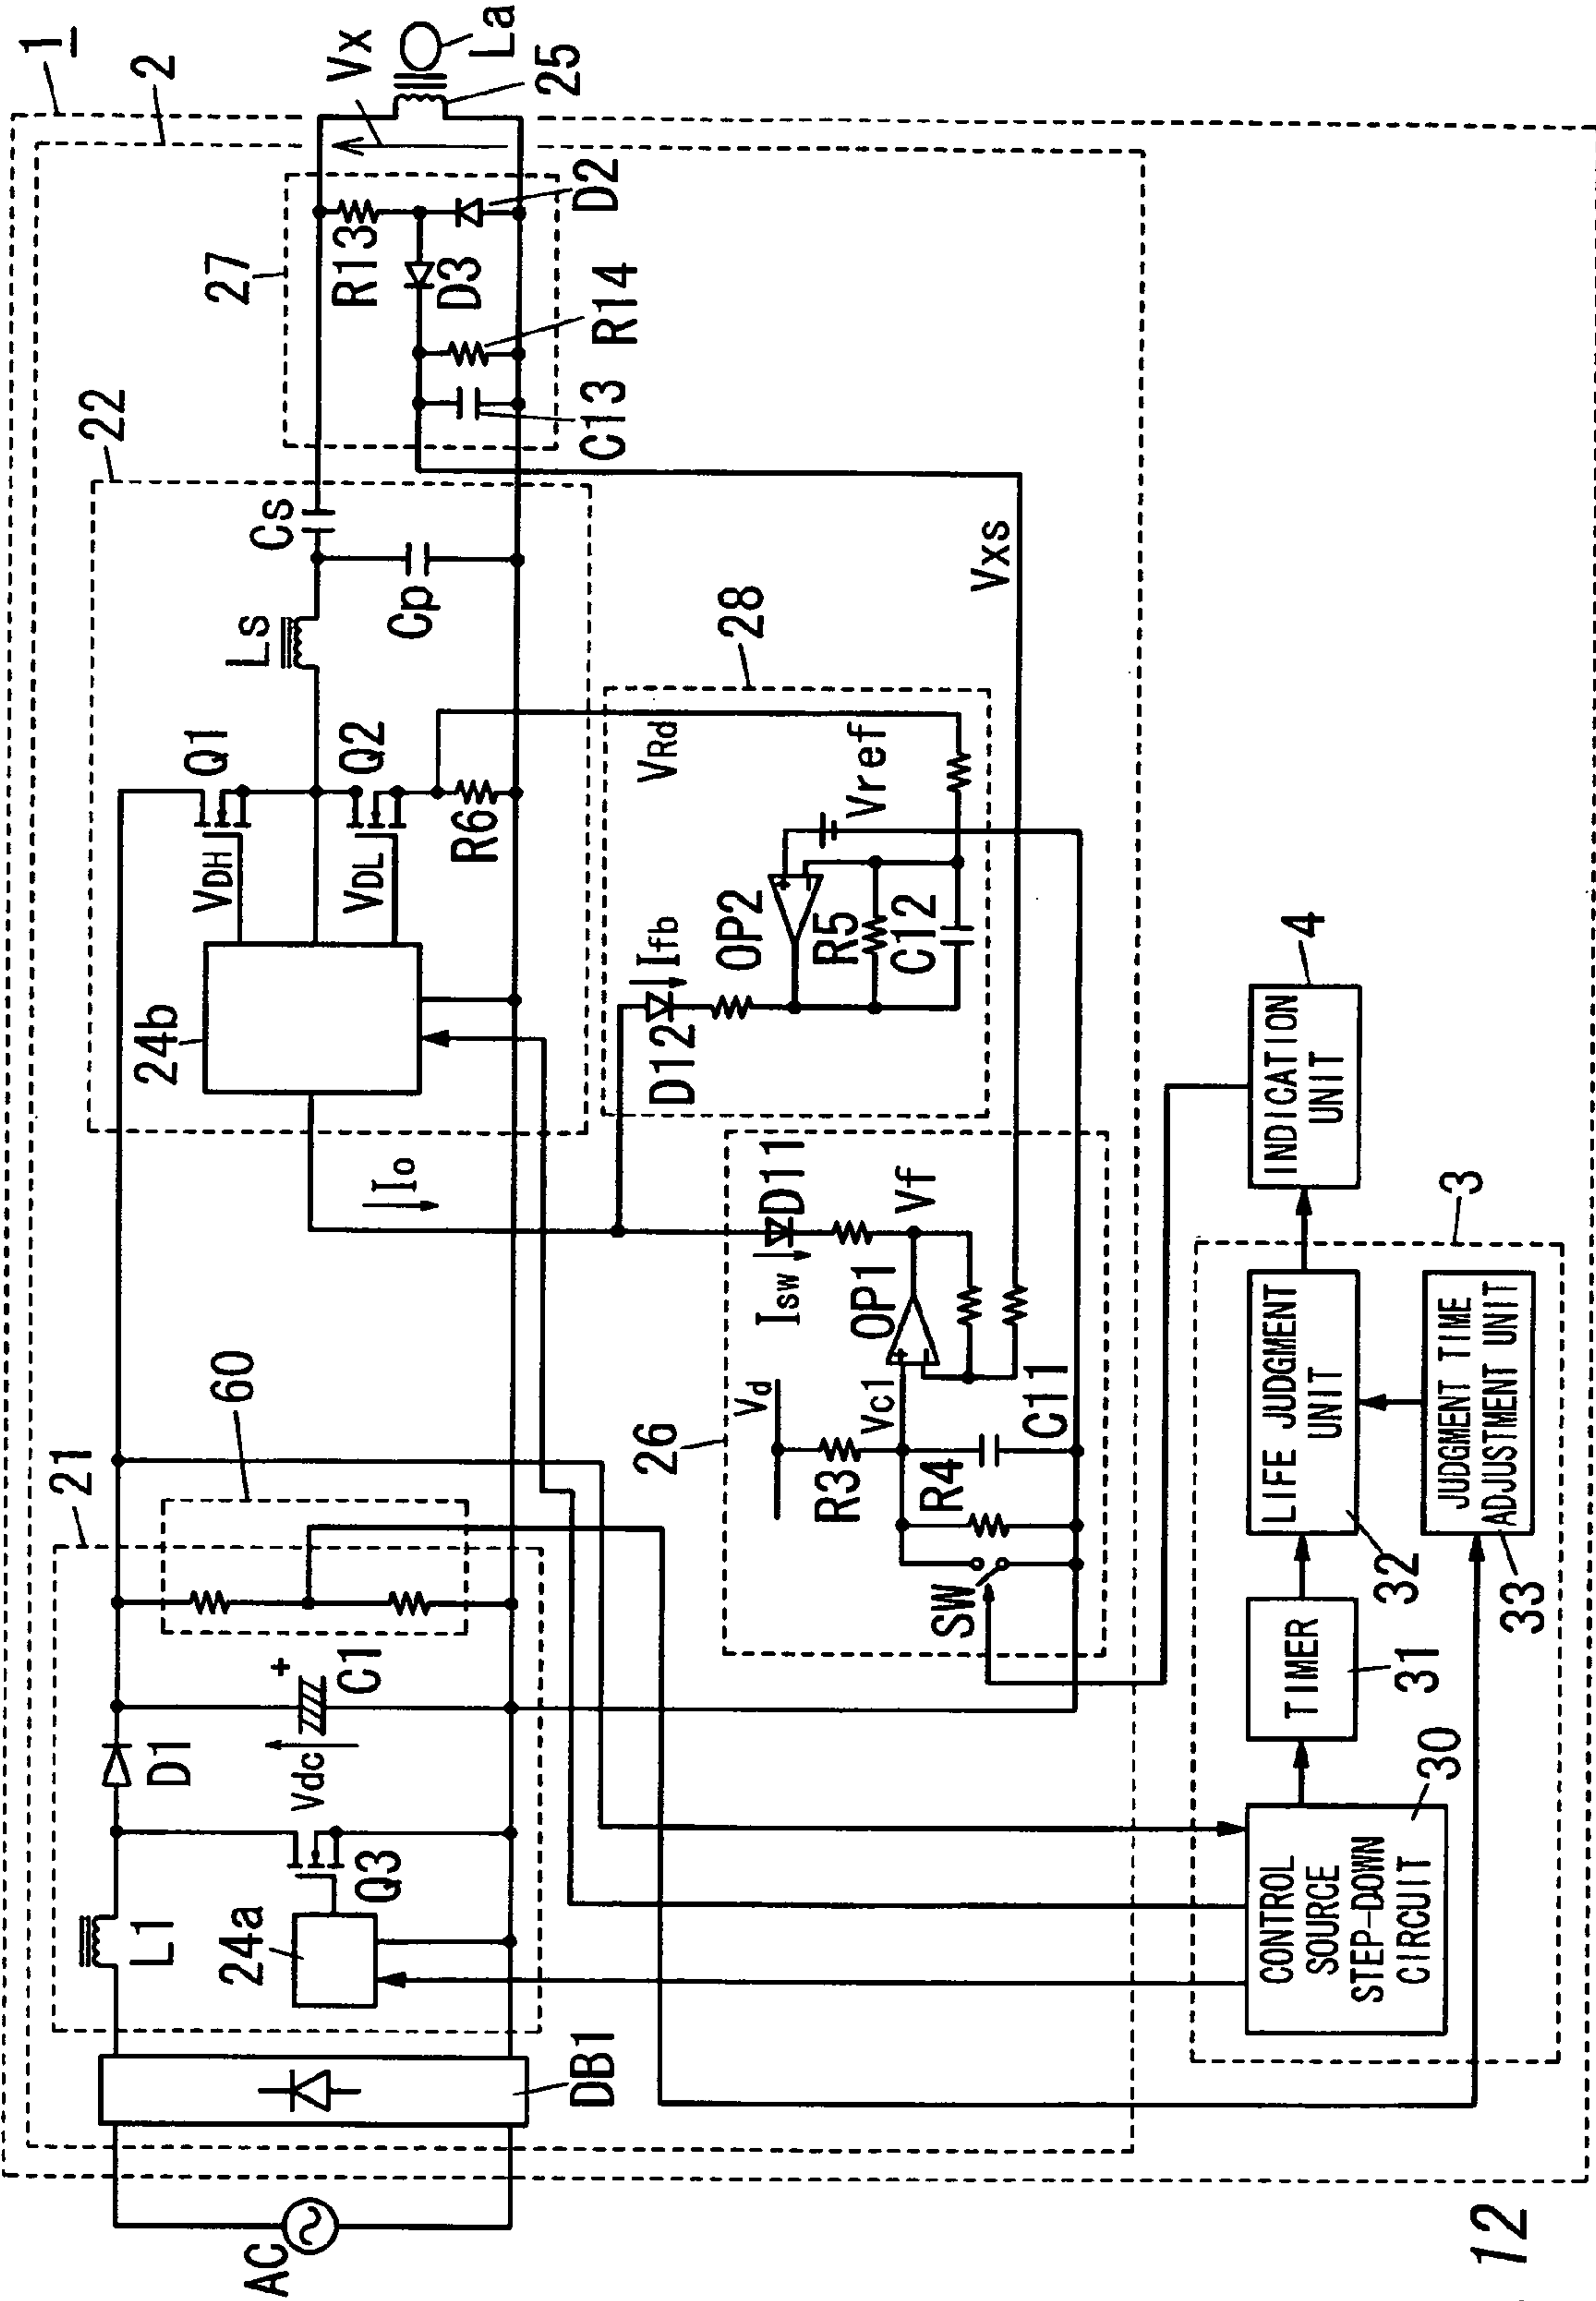 1
2
Vx
La
25
D2
27
R13
D3
R14
C13
22
Cs
Ls
Cp
Vxs
28
Q1
Q2
VDH
VDL
R6
VRd
Vref
OP2
R5
C12
Ifb
D12
24b
Io
4
INDICATION
UNIT
Isw
D11
Vf
OP1
3
60
21
26
Vd
Vc1
R3
R4
C11
SW
LIFE JUDGMENT
UNIT
32
JUDGMENT TIME
ADJUSTMENT UNIT
33
TIMER
31
+
C1
D1
Vdc
L1
Q3
24a
CONTROL
SOURCE
STEP-DOWN
CIRCUIT
30
DB1
AC
12